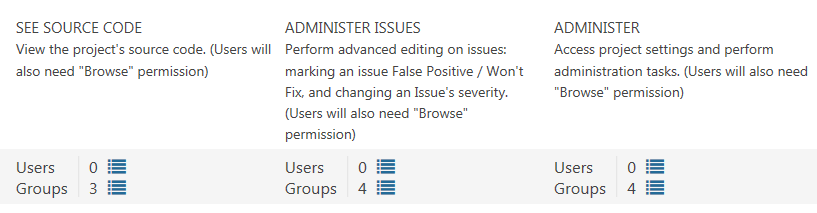 SEE SOURCE CODE
View the project's source code. (Users will
also need "Browse" permission)
ADMINISTER ISSUES
Perform advanced editing on issues:
marking an issue False Positive / Won't
Fix, and changing an Issue's severity.
(Users will also need "Browse"
permission)
ADMINISTER
Access project settings and perform
administration tasks. (Users will also need
"Browse" permission)
Users 0
Groups 3
Users 0
Groups 4
Users 0
Groups 4